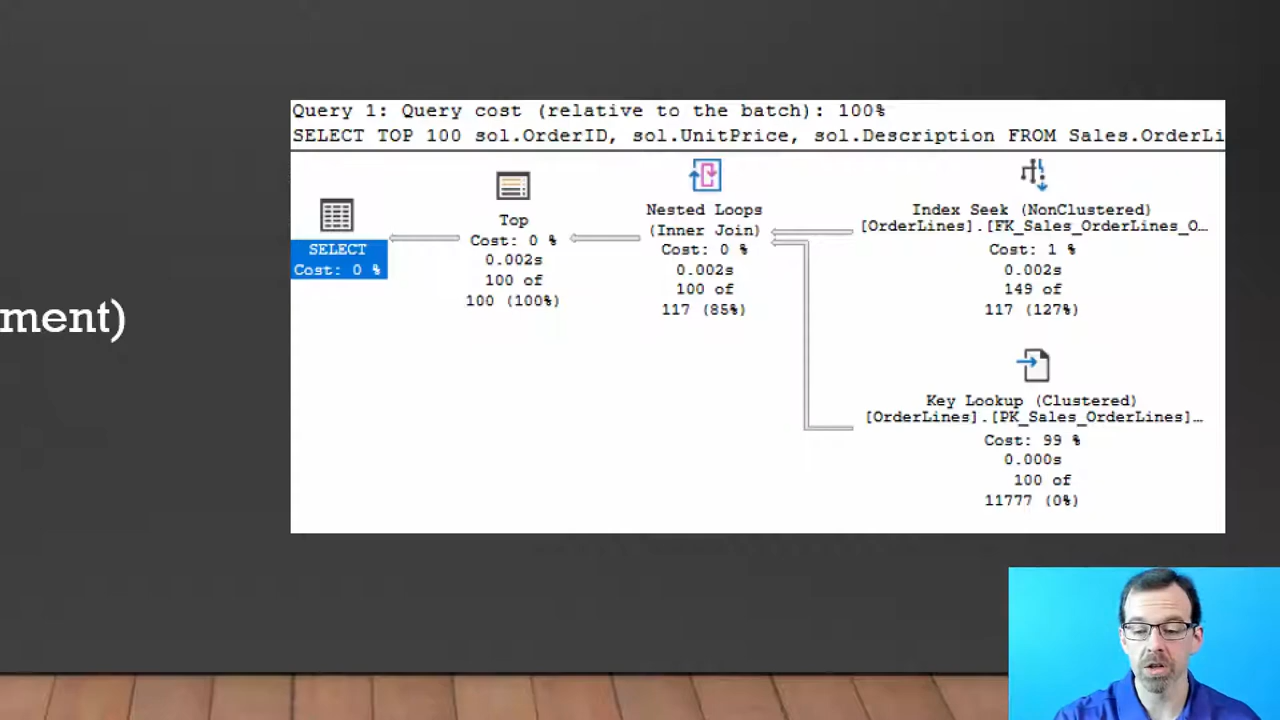 ment)
Query 1: Query cost (relative to the batch): 100%
SELECT TOP 100 sol.OrderID, sol.UnitPrice, sol.Description FROM Sales.OrderLi
SELECT
Cost: 0 %
Top
Cost: 0 %
0.002s
100 of
100 (100%)
Nested Loops
(Inner Join)
Cost: 0 %
0.002s
100 of
117 (85%)
Index Seek (NonClustered)
[OrderLines].[FK_Sales_OrderLines_O…
Cost: 1 %
0.002s
149 of
117 (127%)
Key Lookup (Clustered)
[OrderLines].[PK_Sales_OrderLines]…
Cost: 99 %
0.000s
100 of
11777 (0%)